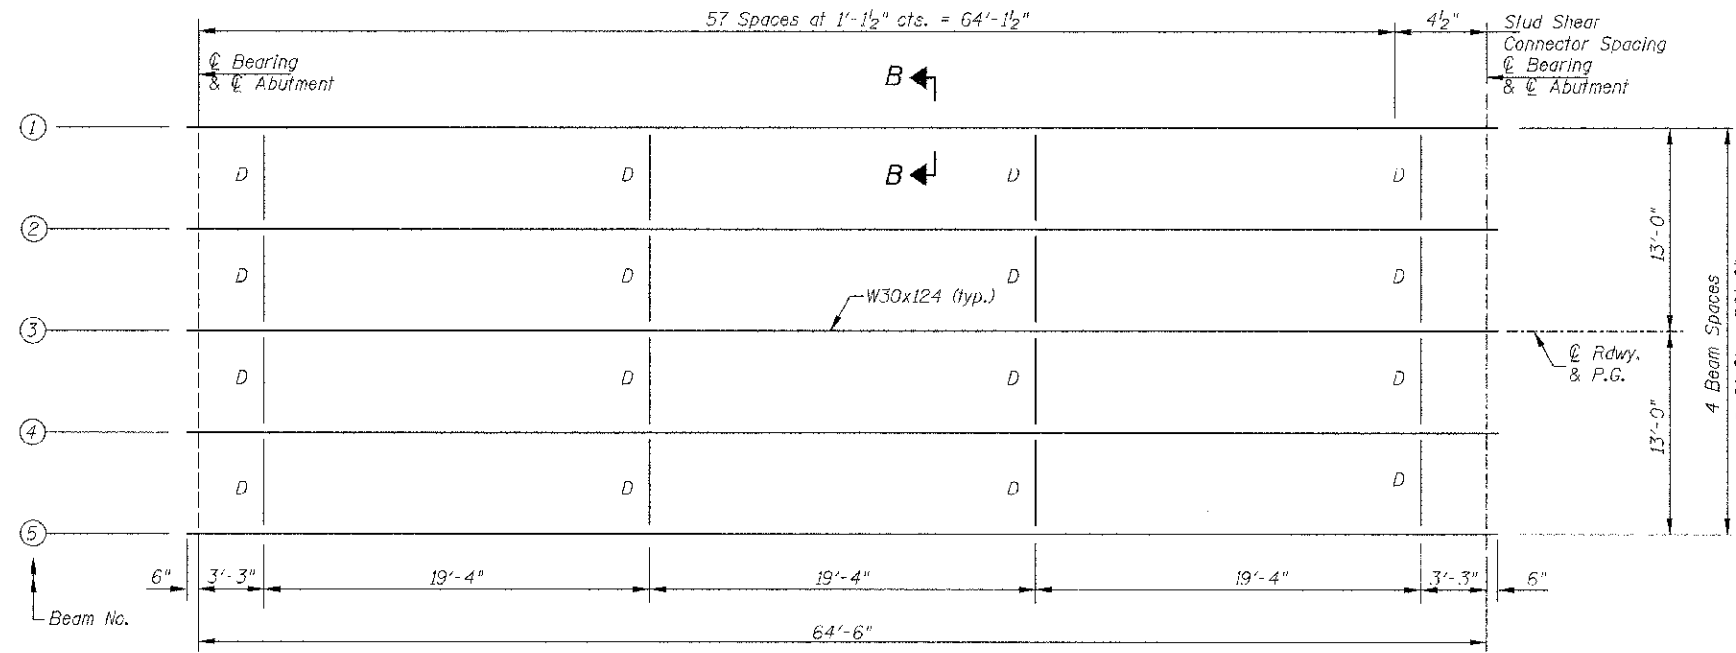 57 Spaces at 1'-1½" cts. = 64'-1½"
4½"
Stud Shear
Connector Spacing
℄ Bearing
& ℄ Abutment
℄ Bearing
& ℄ Abutment
B
B
1
D D D D
2
D D D D
W30x124 (typ.)
3
℄ Rdwy.
& P.G.
D D D D
4
D D D D
5
13'-0"
13'-0"
4 Beam Spaces
6" 3'-3" 19'-4" 19'-4" 19'-4" 3'-3" 6"
Beam No.
64'-6"